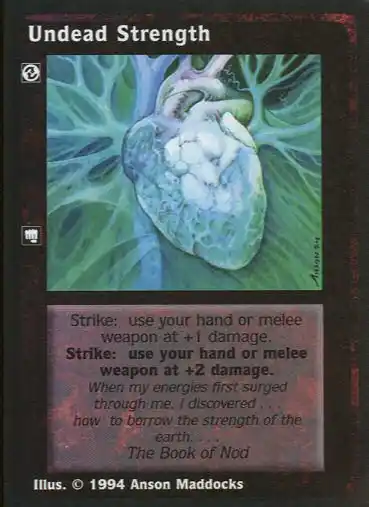 Undead Strength
Strike: use your hand or melee
weapon at +1 damage.
Strike: use your hand or melee
weapon at +2 damage.
When my energies first surged
through me, I discovered . . .
how to borrow the strength of the
earth. . . .
The Book of Nod
Illus. © 1994 Anson Maddocks